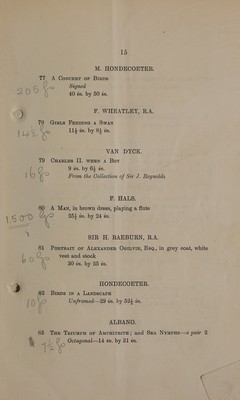 15
M. HONDECOETER.
77 A Concert of Birds
Signed
40 in. by 50 in.
F. WHEATLEY, R.A.
78 Girls Feeding a Swan
11½ in. by 8½ in.
VAN DYCK.
79 Charles II. when a Boy
9 in. by 6½ in.
From the Collection of Sir J. Reynolds
F. HALS.
80 A Man, in brown dress, playing a flute
25½ in. by 24 in.
SIR H. RAEBURN, R.A.
81 Portrait of Alexander Ogilvie, Esq., in grey coat, white
vest and stock
30 in. by 25 in.
HONDECOETER.
82 Birds in a Landscape
Unframed—29 in. by 52½ in.
ALBANO.
83 The Triumph of Amphitrite; and Sea Nymphs—a pair 2
Octagonal—14 in. by 21 in.